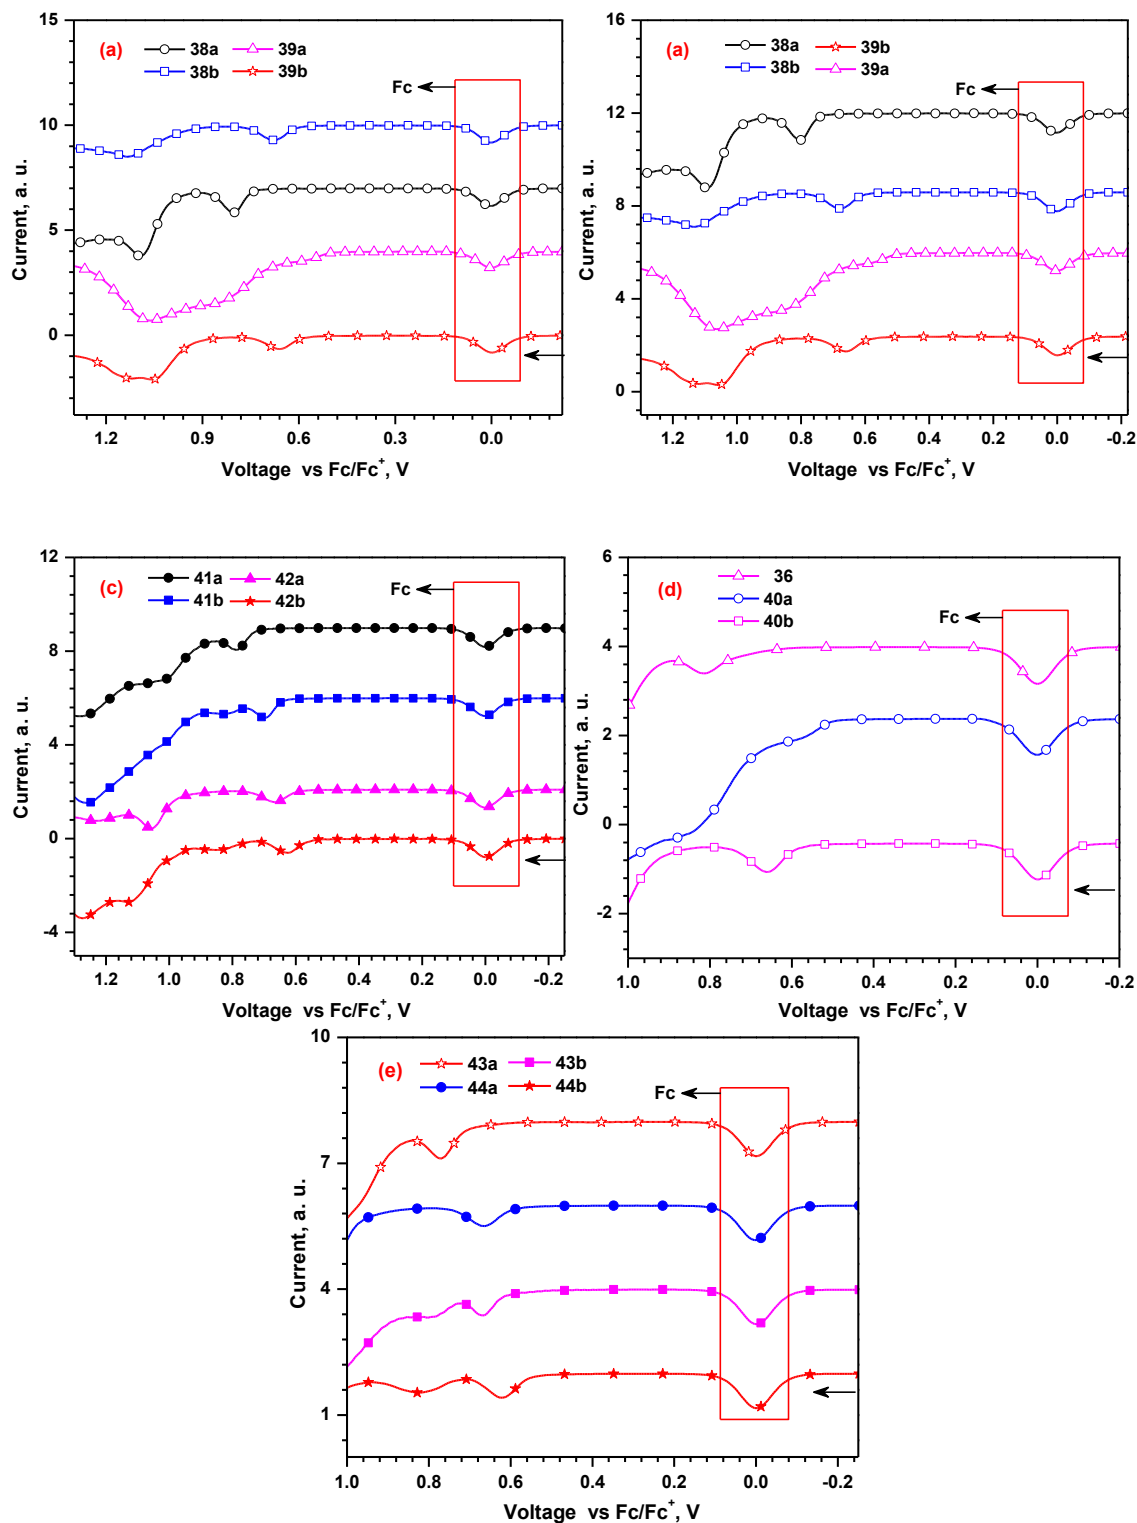 (a)
38a
39a
38b
39b
Fc
15
10
5
0
1.2
0.9
0.6
0.3
0.0
Current, a. u.
Voltage vs Fc/Fc⁺, V
(a)
38a
39b
38b
39a
Fc
16
12
8
4
0
1.2
1.0
0.8
0.6
0.4
0.2
0.0
-0.2
Current, a. u.
Voltage vs Fc/Fc⁺, V
(c)
41a
42a
41b
42b
Fc
12
8
4
0
-4
1.2
1.0
0.8
0.6
0.4
0.2
0.0
-0.2
Current, a. u.
Voltage vs Fc/Fc⁺, V
(d)
36
40a
40b
Fc
6
4
2
0
-2
1.0
0.8
0.6
0.4
0.2
0.0
-0.2
Current, a. u.
Voltage vs Fc/Fc⁺, V
(e)
43a
43b
44a
44b
Fc
10
7
4
1
1.0
0.8
0.6
0.4
0.2
0.0
-0.2
Current, a. u.
Voltage vs Fc/Fc⁺, V